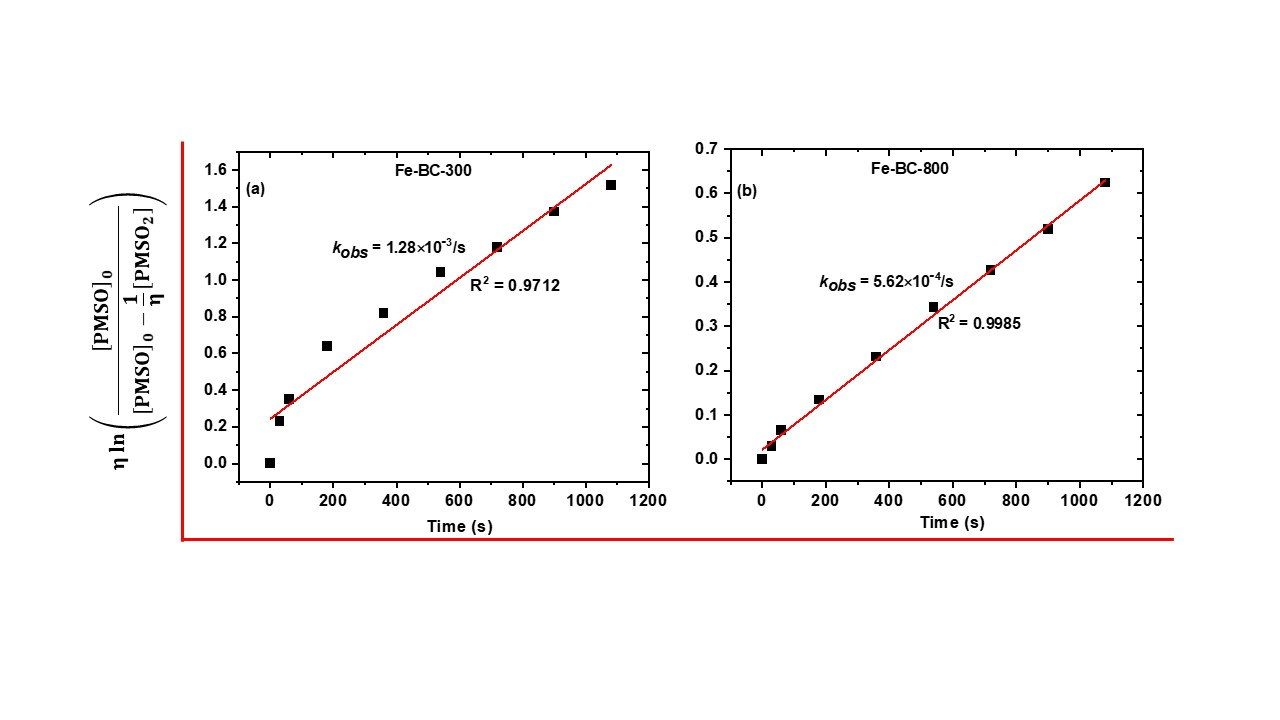 η ln ( [PMSO]₀ / [PMSO]₀ − 1/η [PMSO₂] )
Fe-BC-300
(a)
1.6
1.4
1.2
1.0
0.8
0.6
0.4
0.2
0.0
kobs = 1.28×10⁻³/s
R² = 0.9712
0 200 400 600 800 1000 1200
Time (s)
Fe-BC-800
(b)
0.7
0.6
0.5
0.4
0.3
0.2
0.1
0.0
kobs = 5.62×10⁻⁴/s
R² = 0.9985
0 200 400 600 800 1000 1200
Time (s)